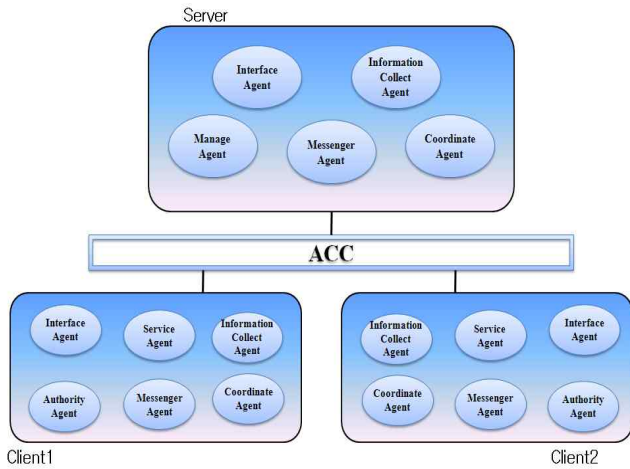 Server
Interface
Agent
Information
Collect
Agent
Manage
Agent
Messenger
Agent
Coordinate
Agent
ACC
Interface
Agent
Service
Agent
Information
Collect
Agent
Authority
Agent
Messenger
Agent
Coordinate
Agent
Client1
Information
Collect
Agent
Service
Agent
Interface
Agent
Coordinate
Agent
Messenger
Agent
Authority
Agent
Client2